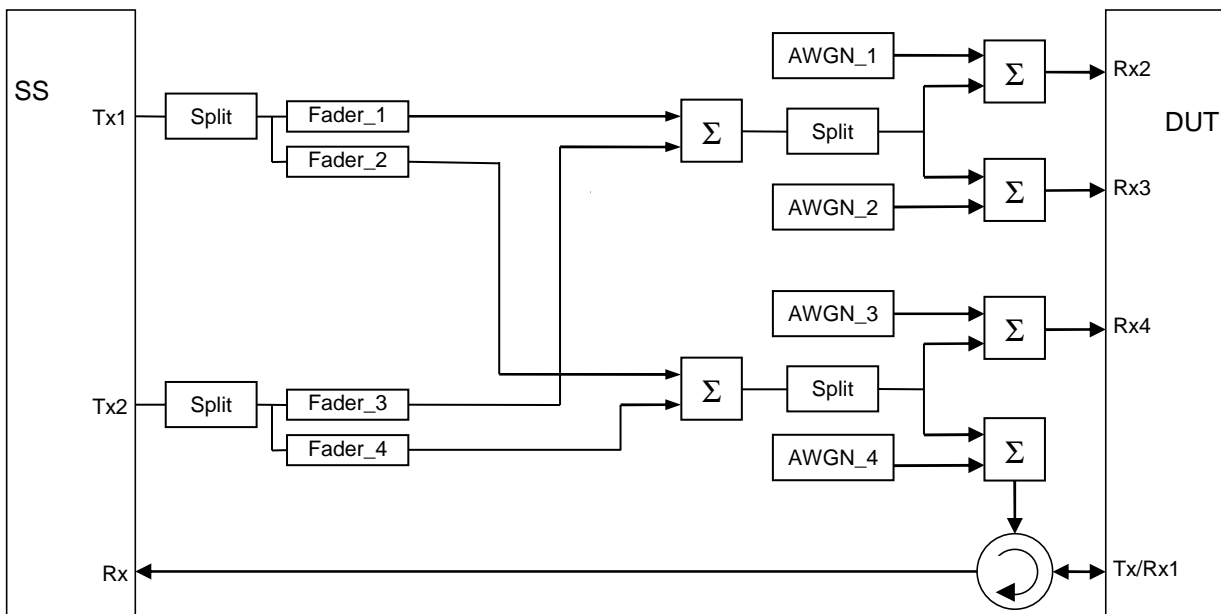 SS
Tx1
Split
Fader_1
Fader_2
Σ
Split
AWGN_1
Σ
Rx2
DUT
AWGN_2
Σ
Rx3
AWGN_3
Σ
Rx4
Tx2
Split
Fader_3
Fader_4
Σ
Split
AWGN_4
Σ
Rx
Tx/Rx1